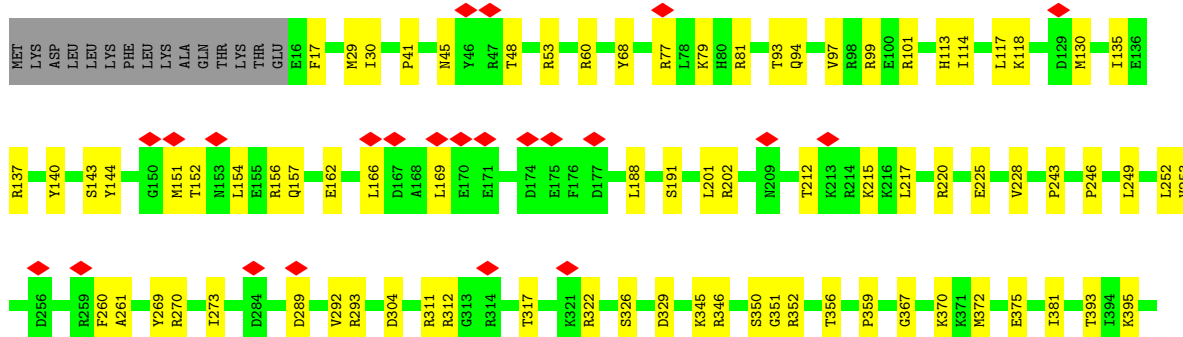 MET LYS ASP LEU LEU LEU LYS PHE LEU LYS ALA GLN THR LYS THR GLU E16 F17 M29 I30 P41 N45 Y46 R47 T48 R53 R60 Y68 R77 L78 K79 H80 R81 T93 Q94 V97 R98 R99 E100 R101 H113 I114 L117 K118 D129 M130 I135 E136
R137 Y140 S143 Y144 G150 M151 T152 N153 L154 E155 R156 Q157 E162 L166 D167 A168 L169 E170 E171 D174 E175 F176 D177 L188 S191 L201 R202 N209 T212 K213 R214 K215 K216 L217 R220 E225 V228 P243 P246 L249 L252
D256 R259 F260 A261 Y269 R270 I273 D284 D289 V292 R293 D304 R311 R312 G313 R314 T317 K321 R322 S326 D329 K345 R346 S350 G351 R352 T356 P359 G367 K370 K371 M372 E375 I381 T393 I394 K395